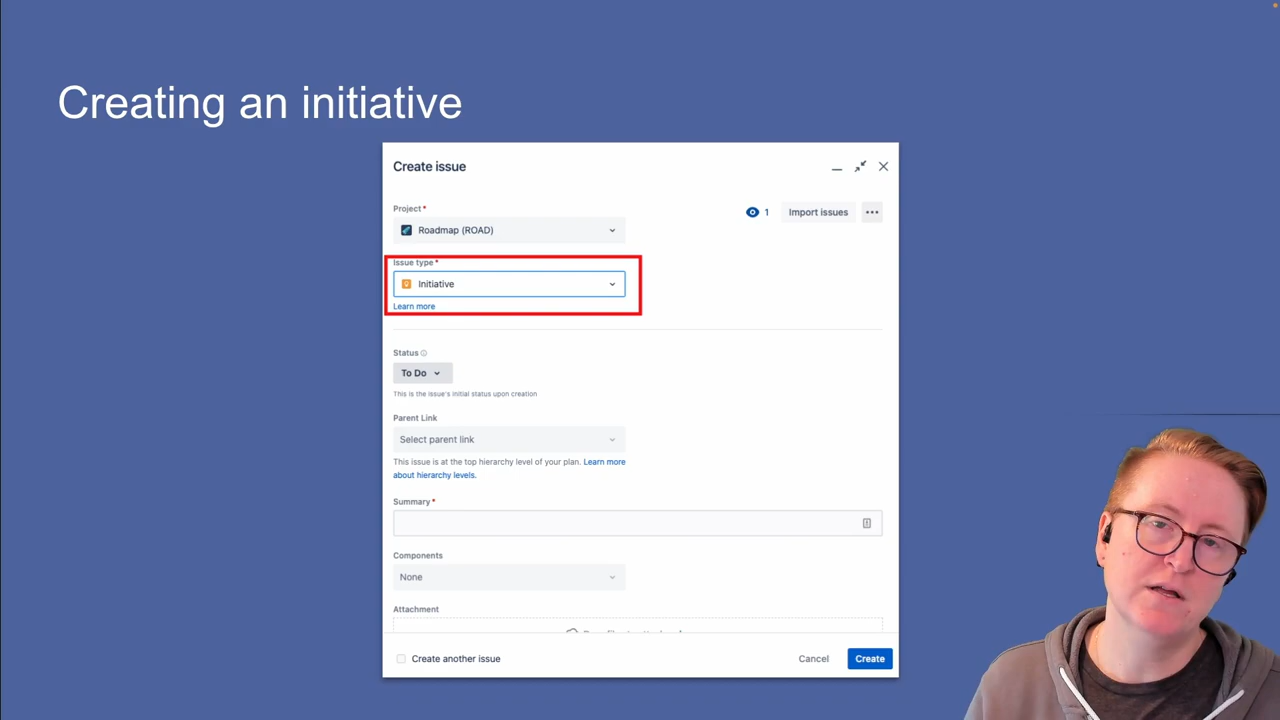 Creating an initiative
Create issue
Project*
1
Import issues
Roadmap (ROAD)
Issue type*
Initiative
Learn more
Status
To Do
This is the issue's initial status upon creation
Parent Link
Select parent link
This issue is at the top hierarchy level of your plan. Learn more
about hierarchy levels.
Summary*
Components
None
Attachment
Create another issue
Cancel
Create